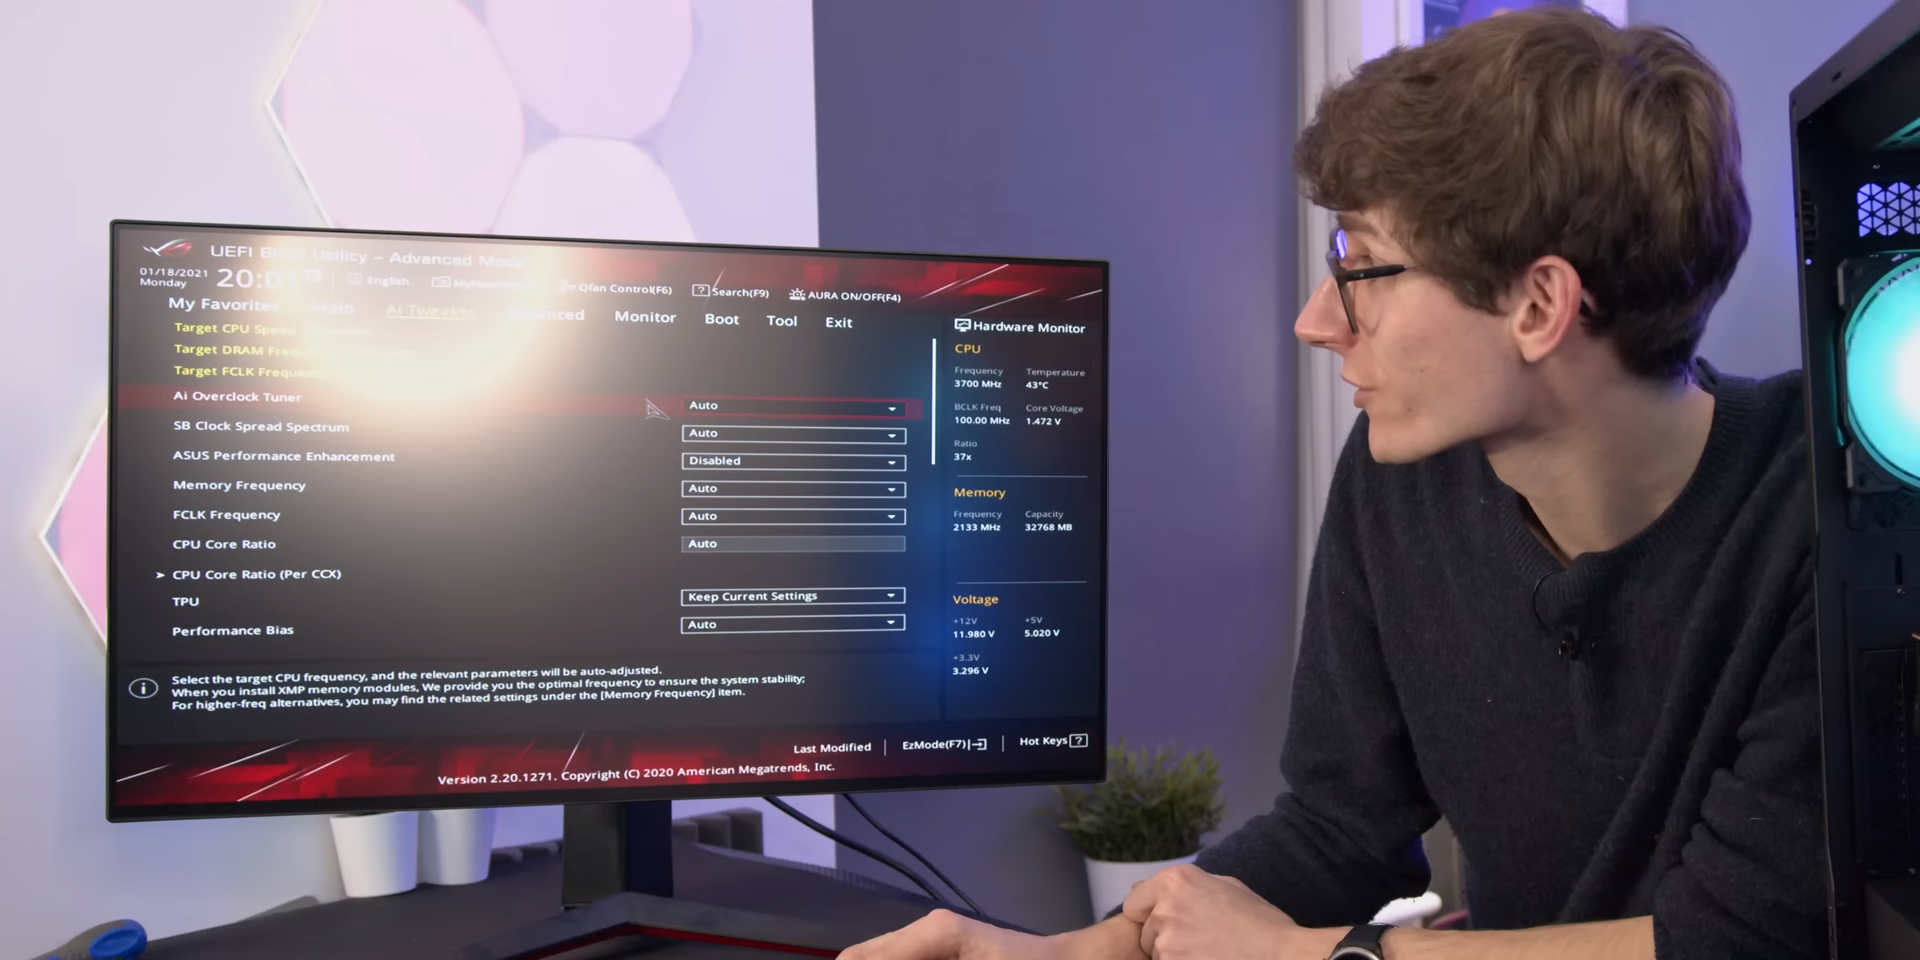 UEFI Utility – Advanced Mode
01/18/2021
Monday
English
Qfan Control(F6)
? Search(F9)
AURA ON/OFF(F4)
My Favorites Main Ai Tweaker Monitor Boot Tool Exit
Target CPU Speed
Target DRAM
Target FCLK
Ai Overclock Tuner Auto
SB Clock Spread Spectrum Auto
ASUS Performance Enhancement Disabled
Memory Frequency Auto
FCLK Frequency Auto
CPU Core Ratio Auto
CPU Core Ratio (Per CCX)
TPU Keep Current Settings
Performance Bias Auto
Select the target CPU frequency, and the relevant parameters will be auto-adjusted.
When you install XMP memory modules, We provide you the optimal frequency to ensure the system stability;
For higher-freq alternatives, you may find the related settings under the [Memory Frequency] item.
Hardware Monitor
CPU
Frequency Temperature
3700 MHz 43°C
BCLK Freq Core Voltage
100.00 MHz 1.472 V
Ratio
37x
Memory
Frequency Capacity
2133 MHz 32768 MB
Voltage
+12V +5V
11.980 V 5.020 V
+3.3V
3.296 V
Last Modified EzMode(F7) Hot Keys ?
Version 2.20.1271. Copyright (C) 2020 American Megatrends, Inc.